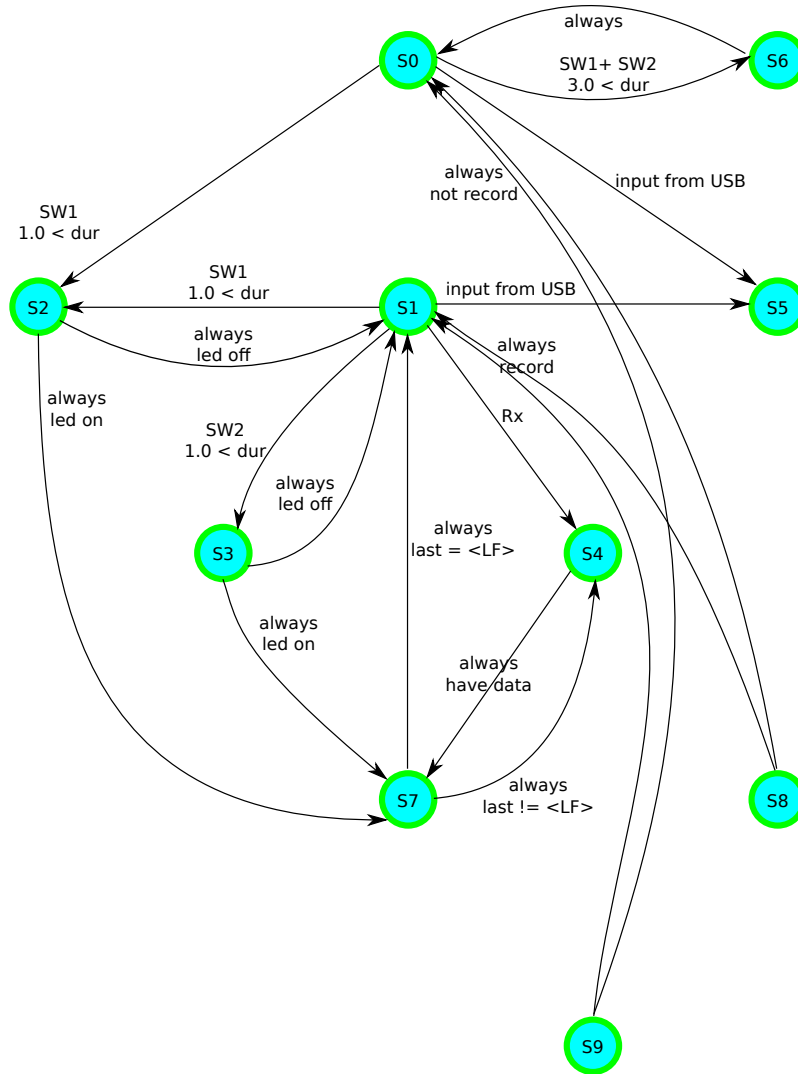 always
S0
S6
SW1+ SW2
3.0 < dur
always
not record
input from USB
SW1
1.0 < dur
SW1
1.0 < dur
input from USB
S2
S1
S5
always
led off
always
record
always
led on
Rx
SW2
1.0 < dur
always
led off
always
last = <LF>
S3
S4
always
led on
always
have data
always
last != <LF>
S7
S8
S9